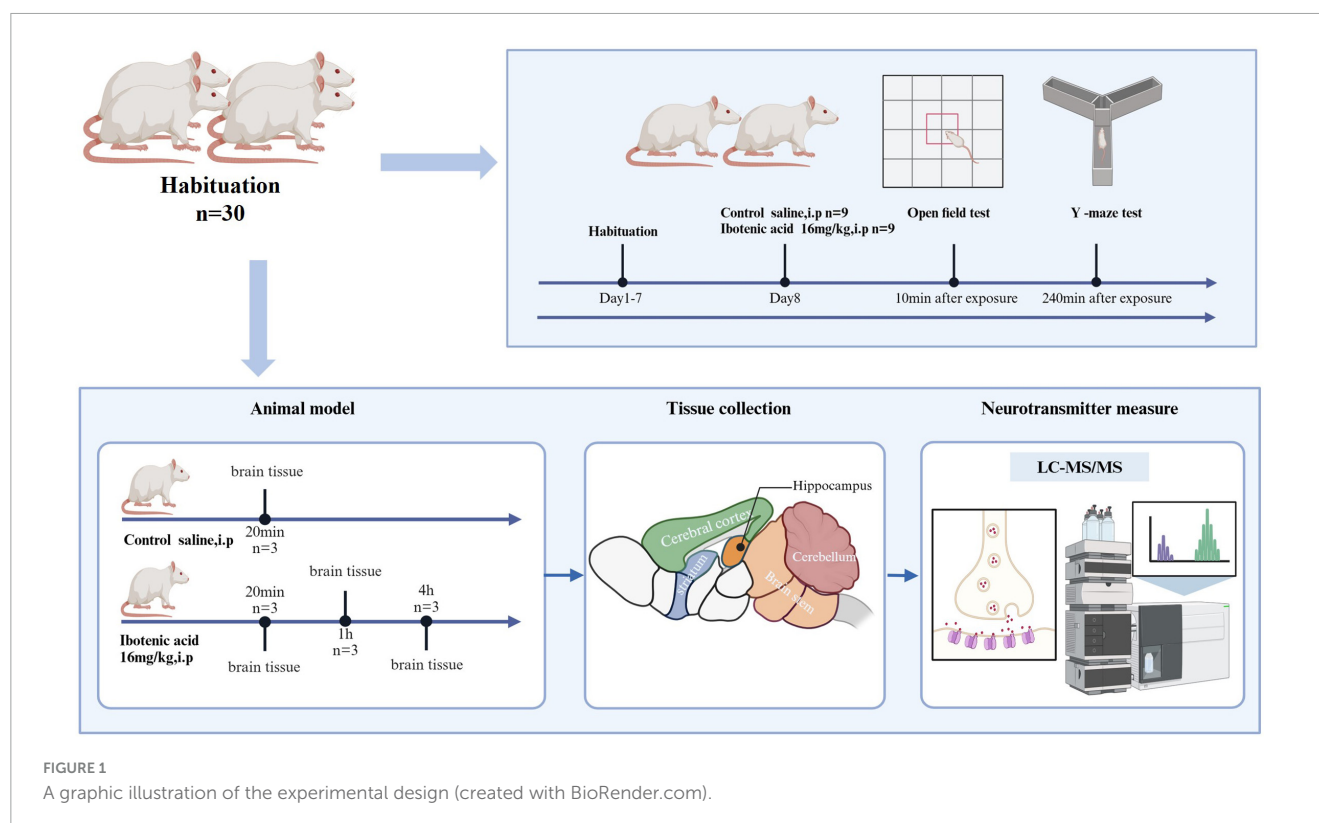 Habituation
n=30
Control saline,i.p n=9
Ibotenic acid 16mg/kg,i.p n=9
Open field test
Y -maze test
Habituation
Day1-7
Day8
10min after exposure
240min after exposure
Animal model
Tissue collection
Neurotransmitter measure
brain tissue
20min
n=3
Control saline,i.p
20min
n=3
brain tissue
brain tissue
1h
n=3
4h
n=3
brain tissue
Ibotenic acid
16mg/kg,i.p
Hippocampus
Cerebral cortex
striatum
Cerebellum
Brain stem
LC-MS/MS
FIGURE 1
A graphic illustration of the experimental design (created with BioRender.com).